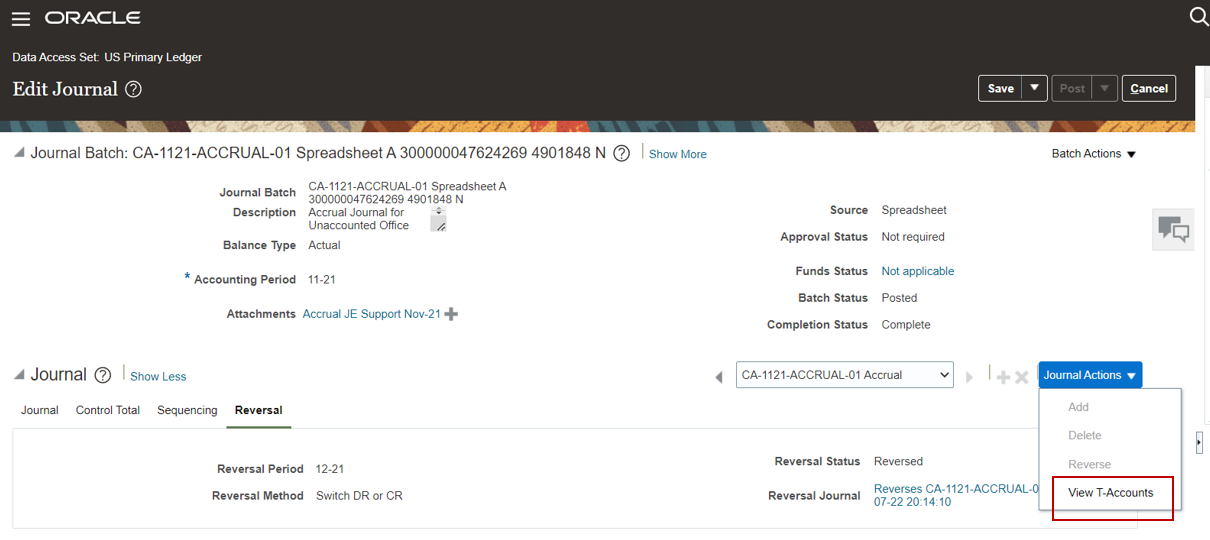 ORACLE
Data Access Set: US Primary Ledger
Edit Journal
Save
Post
Cancel
Journal Batch: CA-1121-ACCRUAL-01 Spreadsheet A 300000047624269 4901848 N
Show More
Batch Actions
Journal Batch
CA-1121-ACCRUAL-01 Spreadsheet A
300000047624269 4901848 N
Description
Accrual Journal for
Unaccounted Office
Balance Type Actual
* Accounting Period 11-21
Attachments Accrual JE Support Nov-21
Source Spreadsheet
Approval Status Not required
Funds Status Not applicable
Batch Status Posted
Completion Status Complete
Journal
Show Less
CA-1121-ACCRUAL-01 Accrual
Journal Actions
Add
Delete
Reverse
View T-Accounts
Journal Control Total Sequencing Reversal
Reversal Period 12-21
Reversal Method Switch DR or CR
Reversal Status Reversed
Reversal Journal
Reverses CA-1121-ACCRUAL-0
07-22 20:14:10